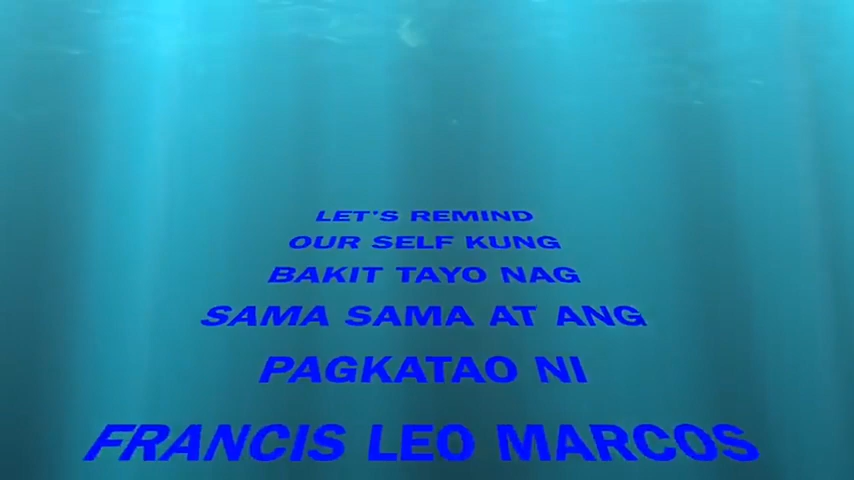 LET'S REMIND
OUR SELF KUNG
BAKIT TAYO NAG
SAMA SAMA AT ANG
PAGKATAO NI
FRANCIS LEO MARCOS